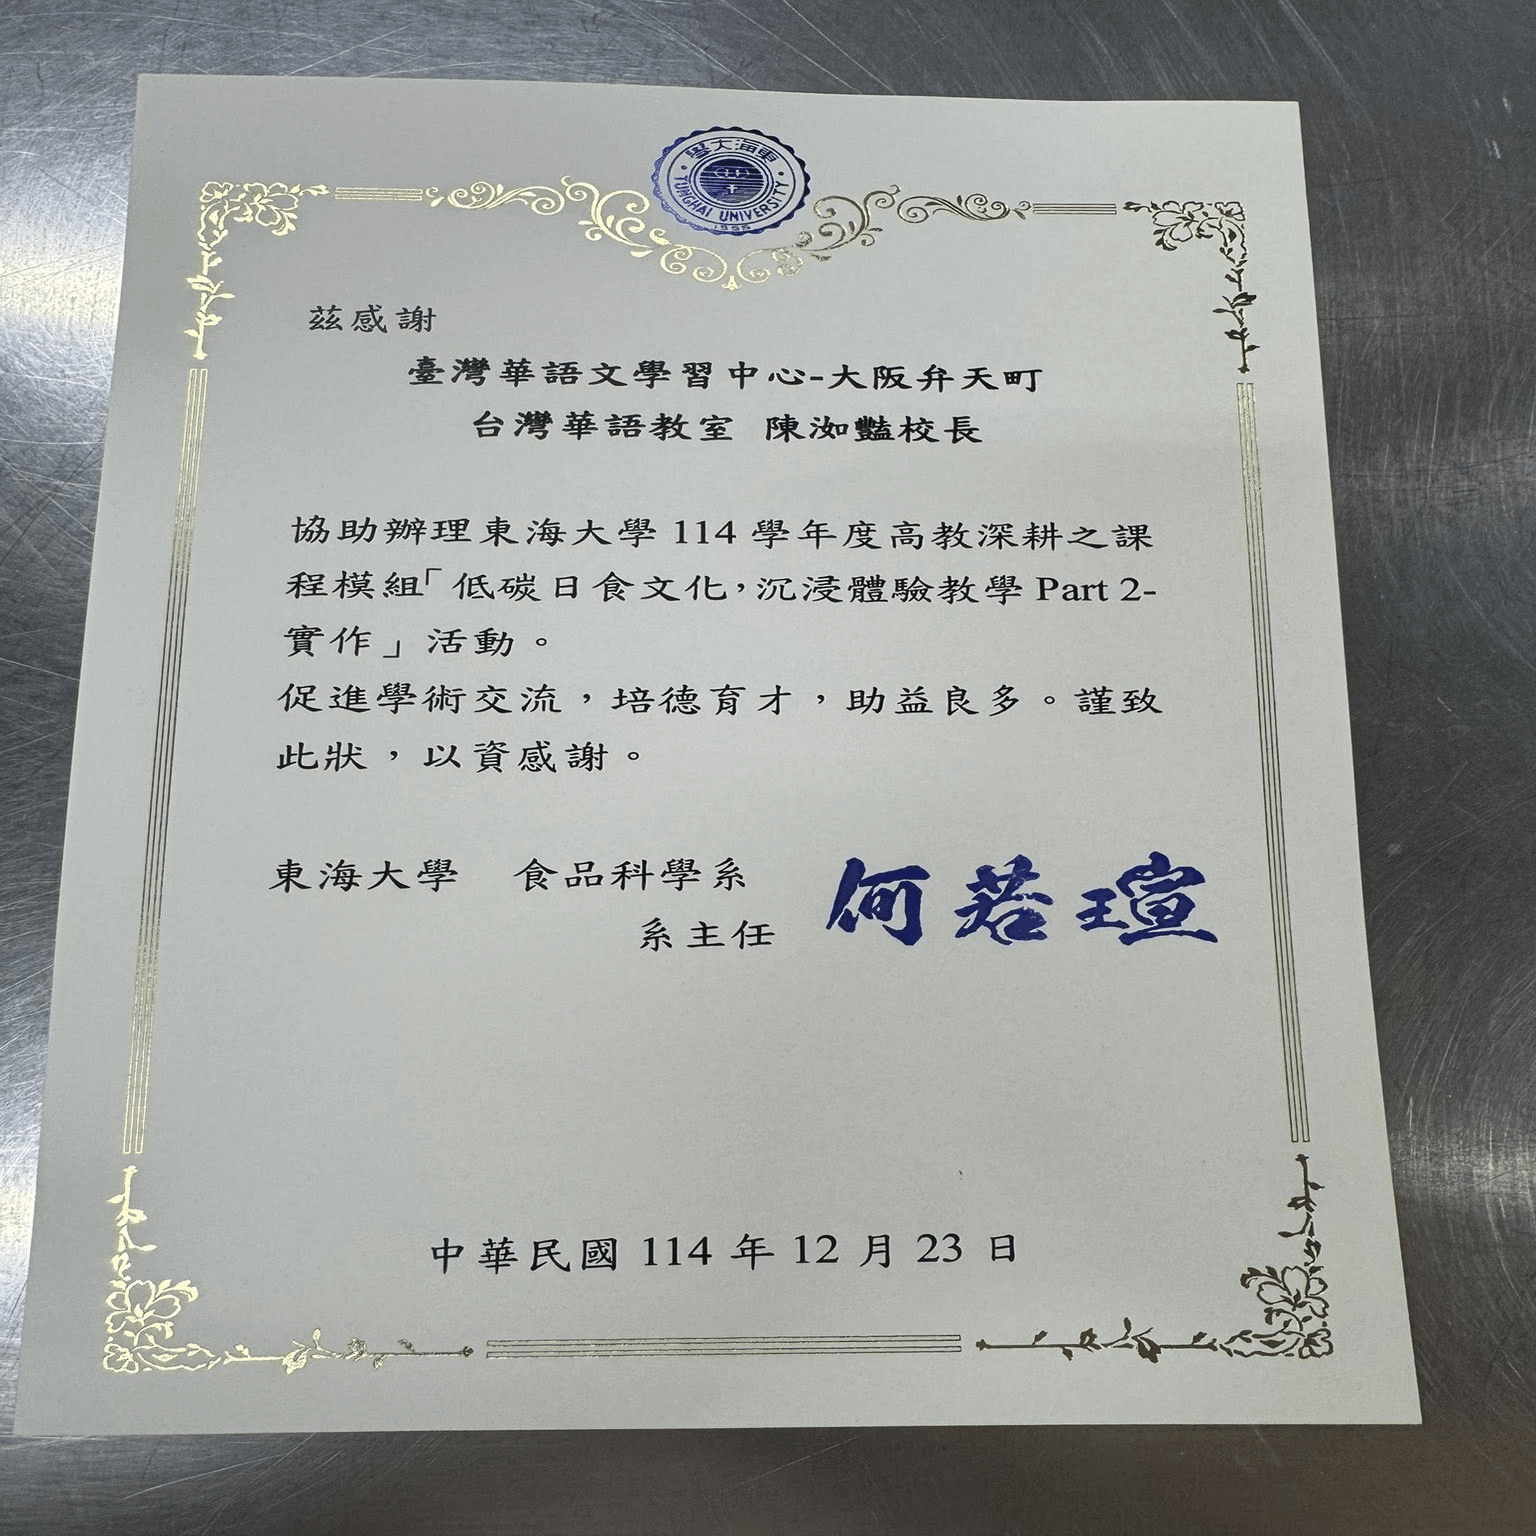 東海大學
TUNGHAI UNIVERSITY
1955
茲感謝
臺灣華語文學習中心-大阪弁天町
台灣華語教室 陳洳豔校長
協助辦理東海大學 114 學年度高教深耕之課
程模組「低碳日食文化，沉浸體驗教學 Part 2-
實作」活動。
促進學術交流，培德育才，助益良多。謹致
此狀，以資感謝。
東海大學 食品科學系
系主任 何若瑄
中華民國 114 年 12 月 23 日